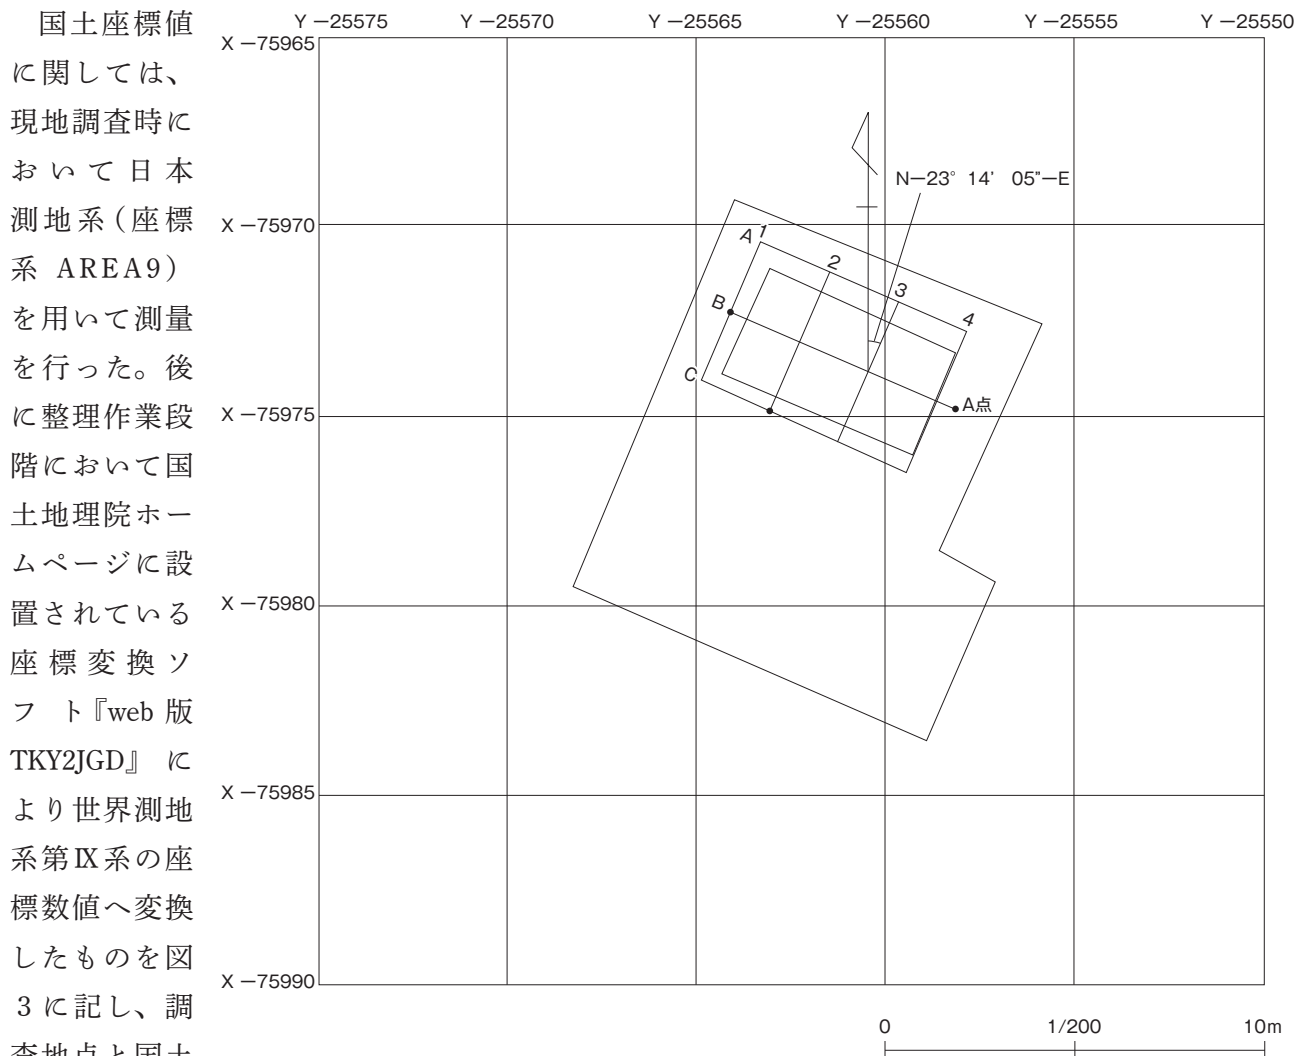 国土座標値
に関しては、
現地調査時に
おいて日本
測地系(座標
系 AREA9)
を用いて測量
を行った。後
に整理作業段
階において国
土地理院ホー
ムページに設
置されている
座標変換ソ
フト『web 版
TKY2JGD』に
より世界測地
系第Ⅸ系の座
標数値へ変換
したものを図
3に記し、調
査地点と国土
Y −25575 Y −25570 Y −25565 Y −25560 Y −25555 Y −25550
X −75965
N−23° 14' 05"−E
X −75970
A 1
2
B
3
4
C
A点
X −75975
X −75980
X −75985
X −75990
0 1/200 10m